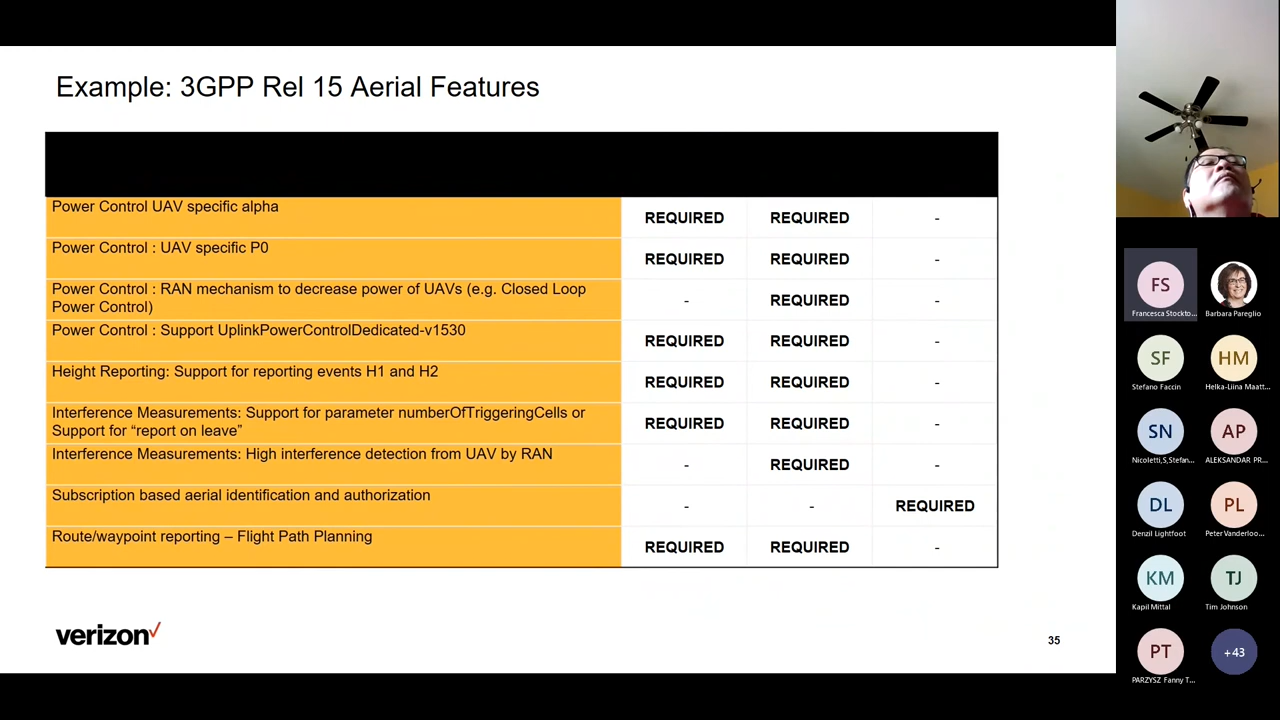 Example: 3GPP Rel 15 Aerial Features
Power Control UAV specific alpha
REQUIRED REQUIRED -
Power Control : UAV specific P0
REQUIRED REQUIRED -
Power Control : RAN mechanism to decrease power of UAVs (e.g. Closed Loop
Power Control)
- REQUIRED -
Power Control : Support UplinkPowerControlDedicated-v1530
REQUIRED REQUIRED -
Height Reporting: Support for reporting events H1 and H2
REQUIRED REQUIRED -
Interference Measurements: Support for parameter numberOfTriggeringCells or
Support for “report on leave”
REQUIRED REQUIRED -
Interference Measurements: High interference detection from UAV by RAN
- REQUIRED -
Subscription based aerial identification and authorization
- - REQUIRED
Route/waypoint reporting – Flight Path Planning
REQUIRED REQUIRED -
verizon✓
35
FS
Francesca Stockto...
Barbara Pareglio
SF
Stefano Faccin
HM
Helka-Liina Maatt...
SN
Nicoletti,S,Stefan...
AP
ALEKSANDAR PR...
DL
Denzil Lightfoot
PL
Peter Vanderloo...
KM
Kapil Mittal
TJ
Tim Johnson
PT
PARZYSZ Fanny T...
+43